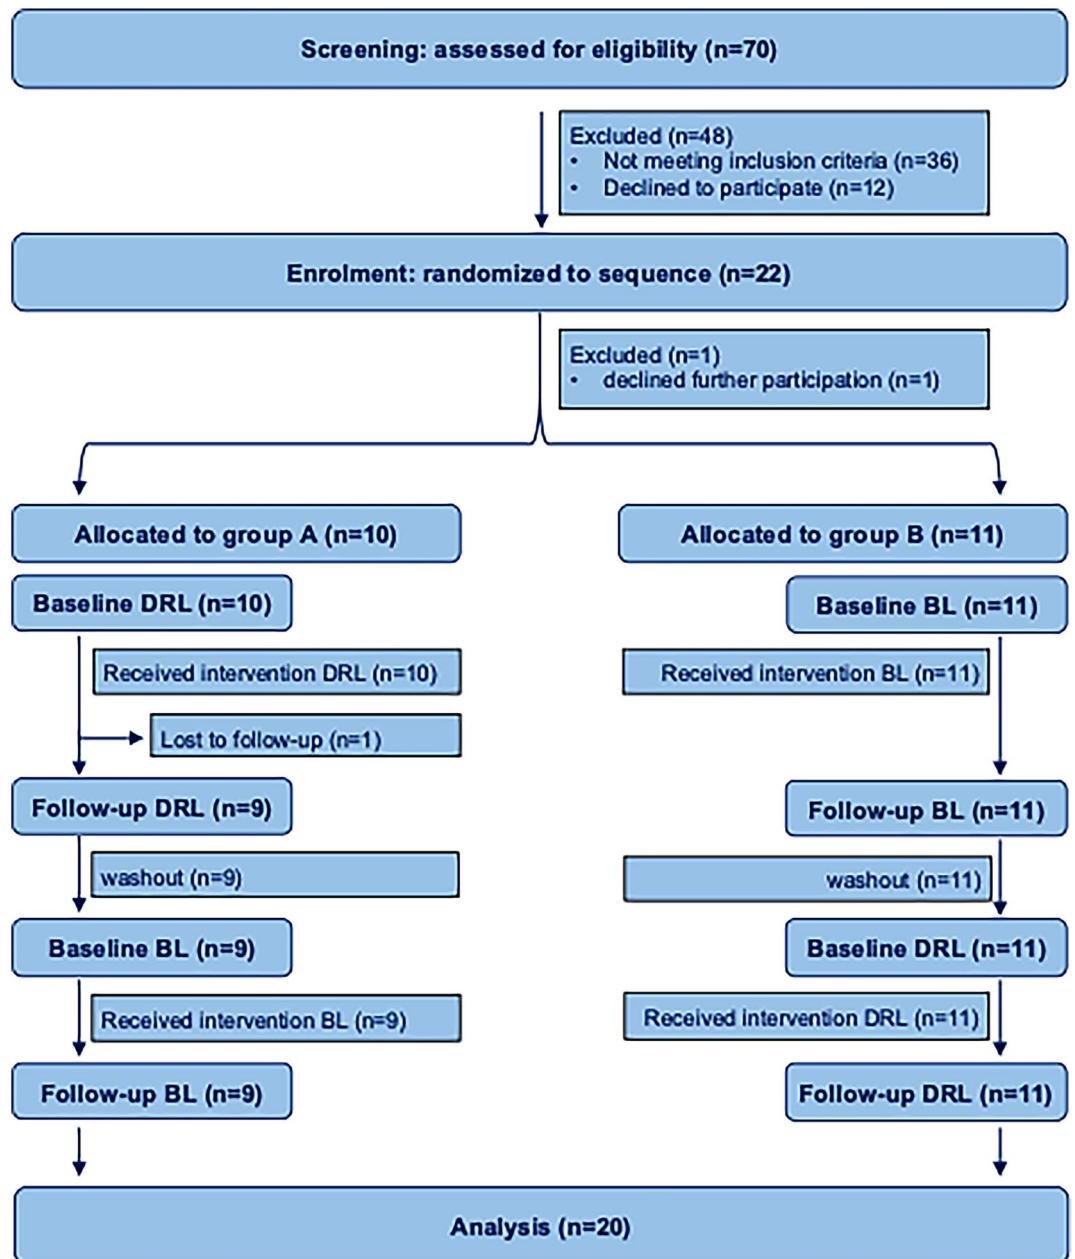 Screening: assessed for eligibility (n=70)
Excluded (n=48)
• Not meeting inclusion criteria (n=36)
• Declined to participate (n=12)
Enrolment: randomized to sequence (n=22)
Excluded (n=1)
• declined further participation (n=1)
Allocated to group A (n=10)
Baseline DRL (n=10)
Received intervention DRL (n=10)
Lost to follow-up (n=1)
Follow-up DRL (n=9)
washout (n=9)
Baseline BL (n=9)
Received intervention BL (n=9)
Follow-up BL (n=9)
Allocated to group B (n=11)
Baseline BL (n=11)
Received intervention BL (n=11)
Follow-up BL (n=11)
washout (n=11)
Baseline DRL (n=11)
Received intervention DRL (n=11)
Follow-up DRL (n=11)
Analysis (n=20)